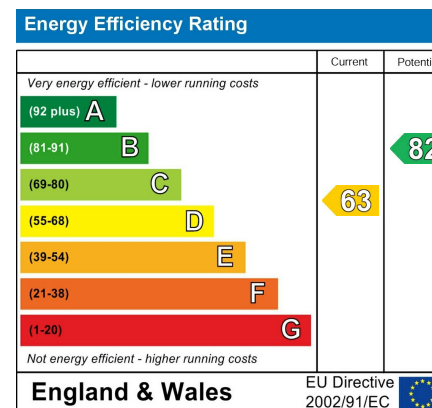 Energy Efficiency Rating
Current Potenti
Very energy efficient - lower running costs
(92 plus) A
(81-91) B
(69-80) C
(55-68) D
(39-54) E
(21-38) F
(1-20) G
63
82
Not energy efficient - higher running costs
England & Wales
EU Directive
2002/91/EC